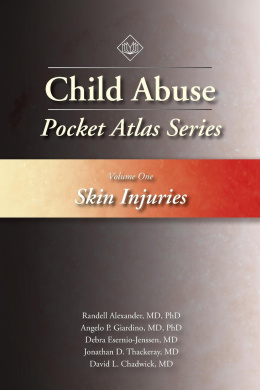 Child Abuse
Pocket Atlas Series
Volume One
Skin Injuries
Randell Alexander, MD, PhD
Angelo P. Giardino, MD, PhD
Debra Esernio-Jenssen, MD
Jonathan D. Thackeray, MD
David L. Chadwick, MD